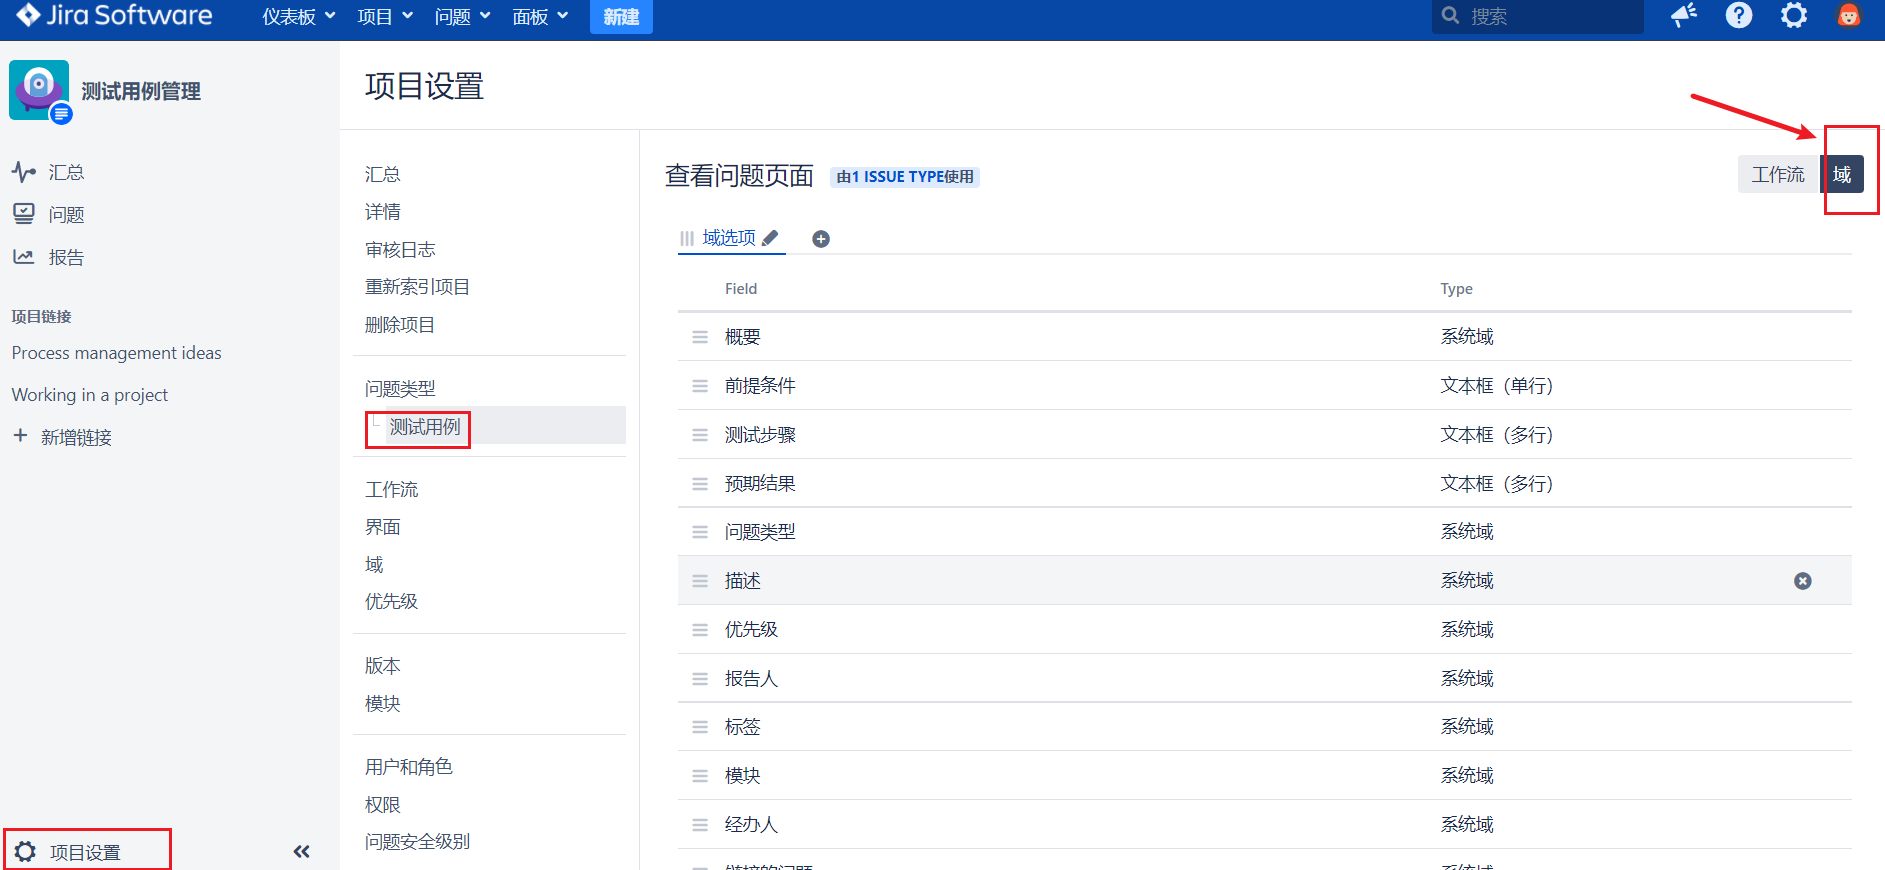 Jira Software 仪表板 项目 问题 面板 新建 搜索
测试用例管理
汇总
问题
报告
项目链接
Process management ideas
Working in a project
新增链接
项目设置
项目设置
汇总
详情
审核日志
重新索引项目
删除项目
问题类型
测试用例
工作流
界面
域
优先级
版本
模块
用户和角色
权限
问题安全级别
查看问题页面 由1 ISSUE TYPE使用 工作流 域
域选项
Field Type
概要 系统域
前提条件 文本框（单行）
测试步骤 文本框（多行）
预期结果 文本框（多行）
问题类型 系统域
描述 系统域
优先级 系统域
报告人 系统域
标签 系统域
模块 系统域
经办人 系统域
链接的问题 系统域